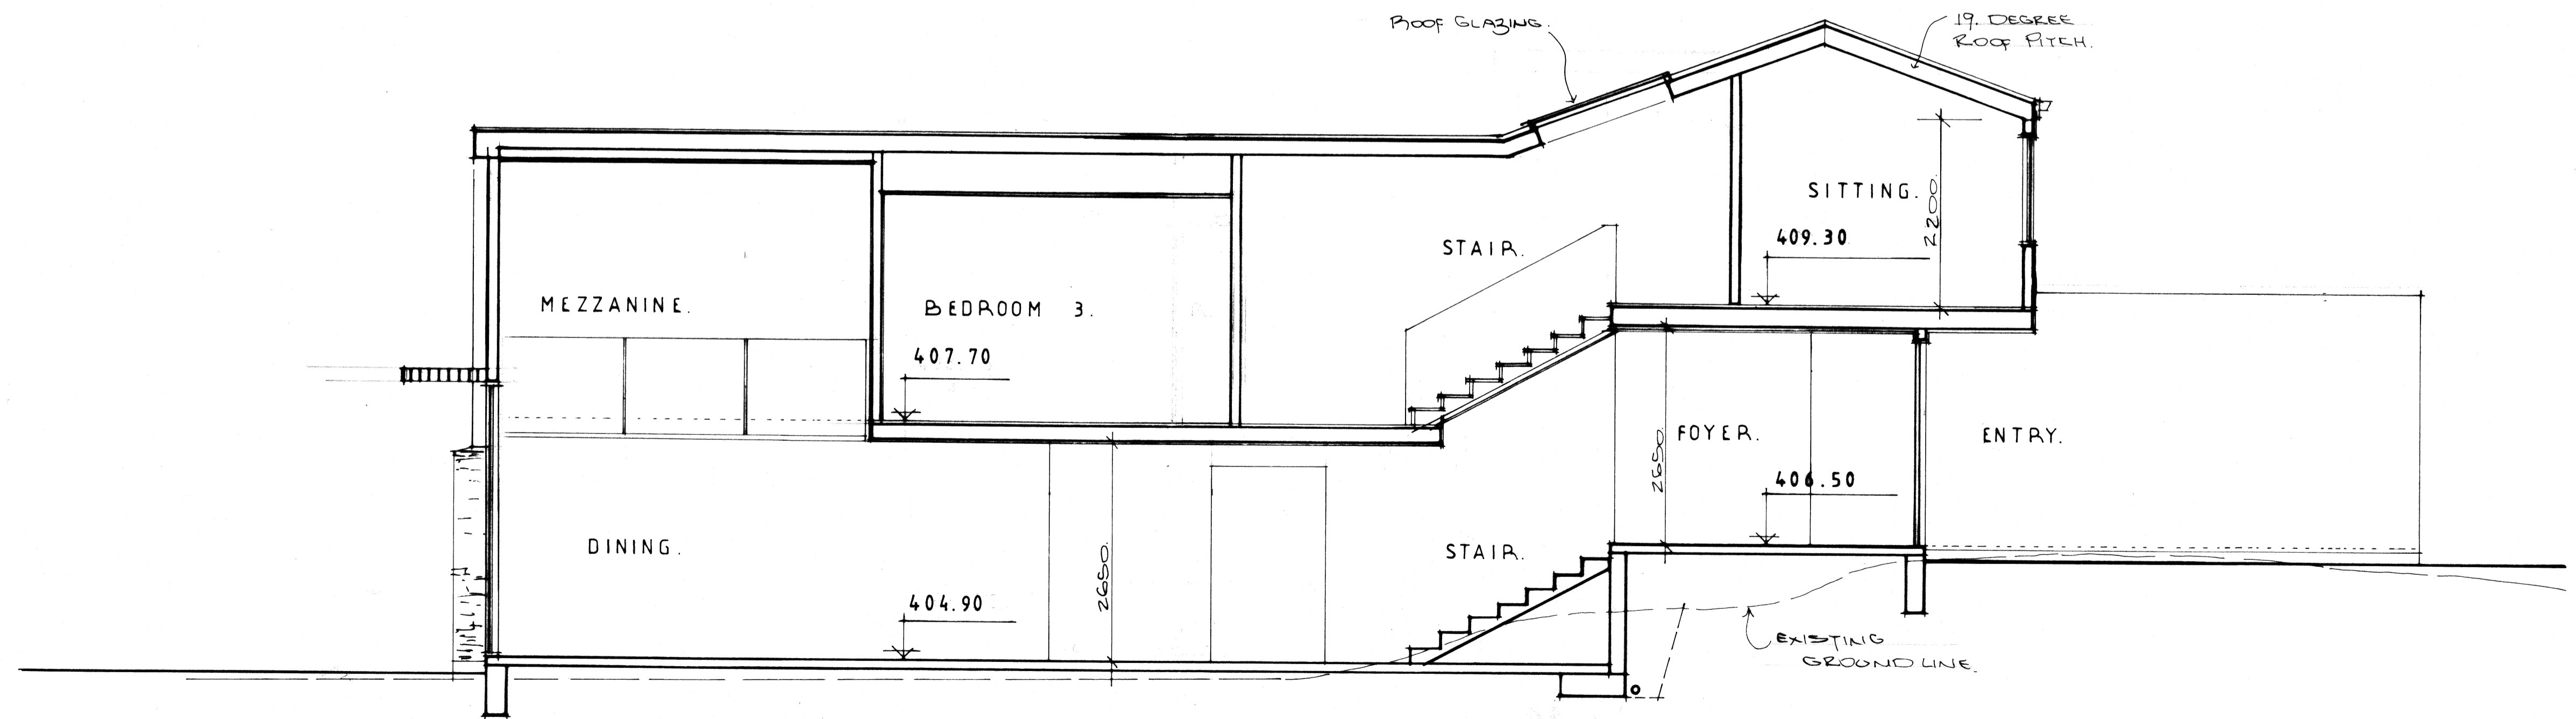 ROOF GLAZING.
19. DEGREE
ROOF PITCH.
SITTING.
2200.
409.30
STAIR.
MEZZANINE.
BEDROOM 3.
407.70
FOYER.
ENTRY.
2650.
406.50
DINING.
STAIR.
2650.
404.90
EXISTING
GROUND LINE.